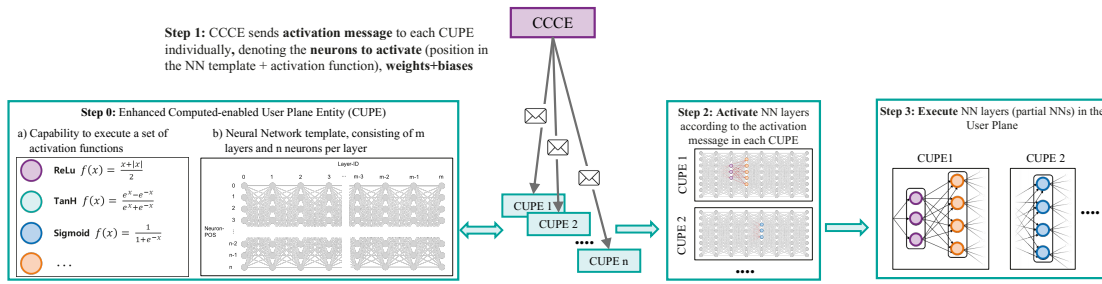 CCCE
Step 1: CCCE sends activation message to each CUPE
individually, denoting the neurons to activate (position in
the NN template + activation function), weights+biases
Step 0: Enhanced Computed-enabled User Plane Entity (CUPE)
a) Capability to execute a set of
activation functions
ReLu f(x) = x+|x| / 2
TanH f(x) = e^x−e^−x / e^x+e^−x
Sigmoid f(x) = 1 / 1+e^−x
...
b) Neural Network template, consisting of m
layers and n neurons per layer
Layer-ID
0 1 2 3 ... m-3 m-2 m-1 m
Neuron-
POS
0
1
2
3
⋮
n-2
n-1
n
CUPE 1
CUPE 2
....
CUPE n
Step 2: Activate NN layers
according to the activation
message in each CUPE
CUPE 1
CUPE 2
....
Step 3: Execute NN layers (partial NNs) in the
User Plane
CUPE1
CUPE 2
....